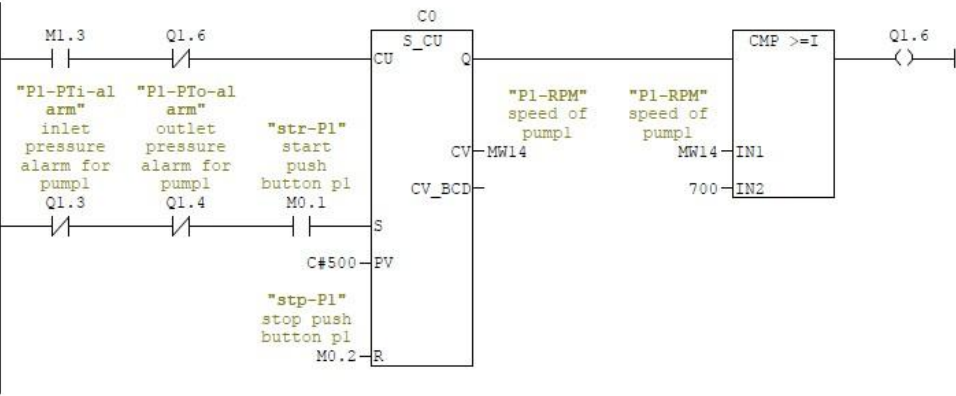 C0
M1.3 Q1.6 S_CU CMP >=I Q1.6
CU Q
"P1-PTi-al "P1-PTo-al "P1-RPM" "P1-RPM"
arm" arm" speed of speed of
inlet outlet "str-P1" pump1 pump1
pressure pressure start CV MW14 MW14 IN1
alarm for alarm for push
pump1 pump1 button p1 CV_BCD 700 IN2
Q1.3 Q1.4 M0.1
S
C#500 PV
"stp-P1"
stop push
button p1
M0.2 R